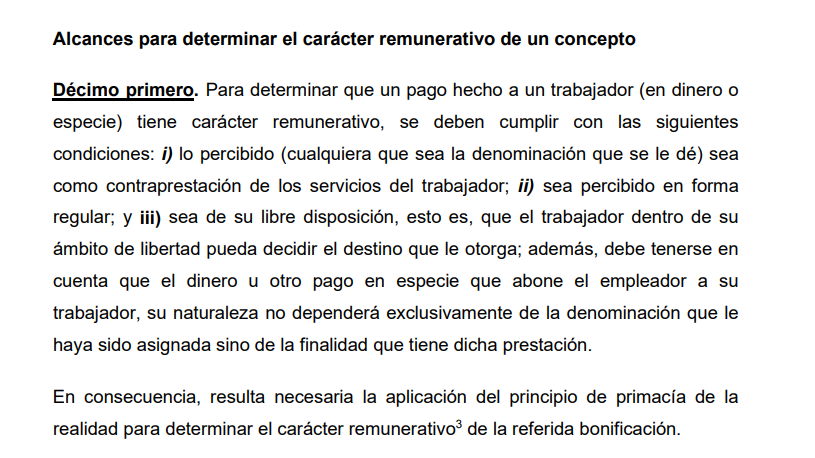 Alcances para determinar el carácter remunerativo de un concepto
Décimo primero. Para determinar que un pago hecho a un trabajador (en dinero o
especie) tiene carácter remunerativo, se deben cumplir con las siguientes
condiciones: i) lo percibido (cualquiera que sea la denominación que se le dé) sea
como contraprestación de los servicios del trabajador; ii) sea percibido en forma
regular; y iii) sea de su libre disposición, esto es, que el trabajador dentro de su
ámbito de libertad pueda decidir el destino que le otorga; además, debe tenerse en
cuenta que el dinero u otro pago en especie que abone el empleador a su
trabajador, su naturaleza no dependerá exclusivamente de la denominación que le
haya sido asignada sino de la finalidad que tiene dicha prestación.
En consecuencia, resulta necesaria la aplicación del principio de primacía de la
realidad para determinar el carácter remunerativo³ de la referida bonificación.